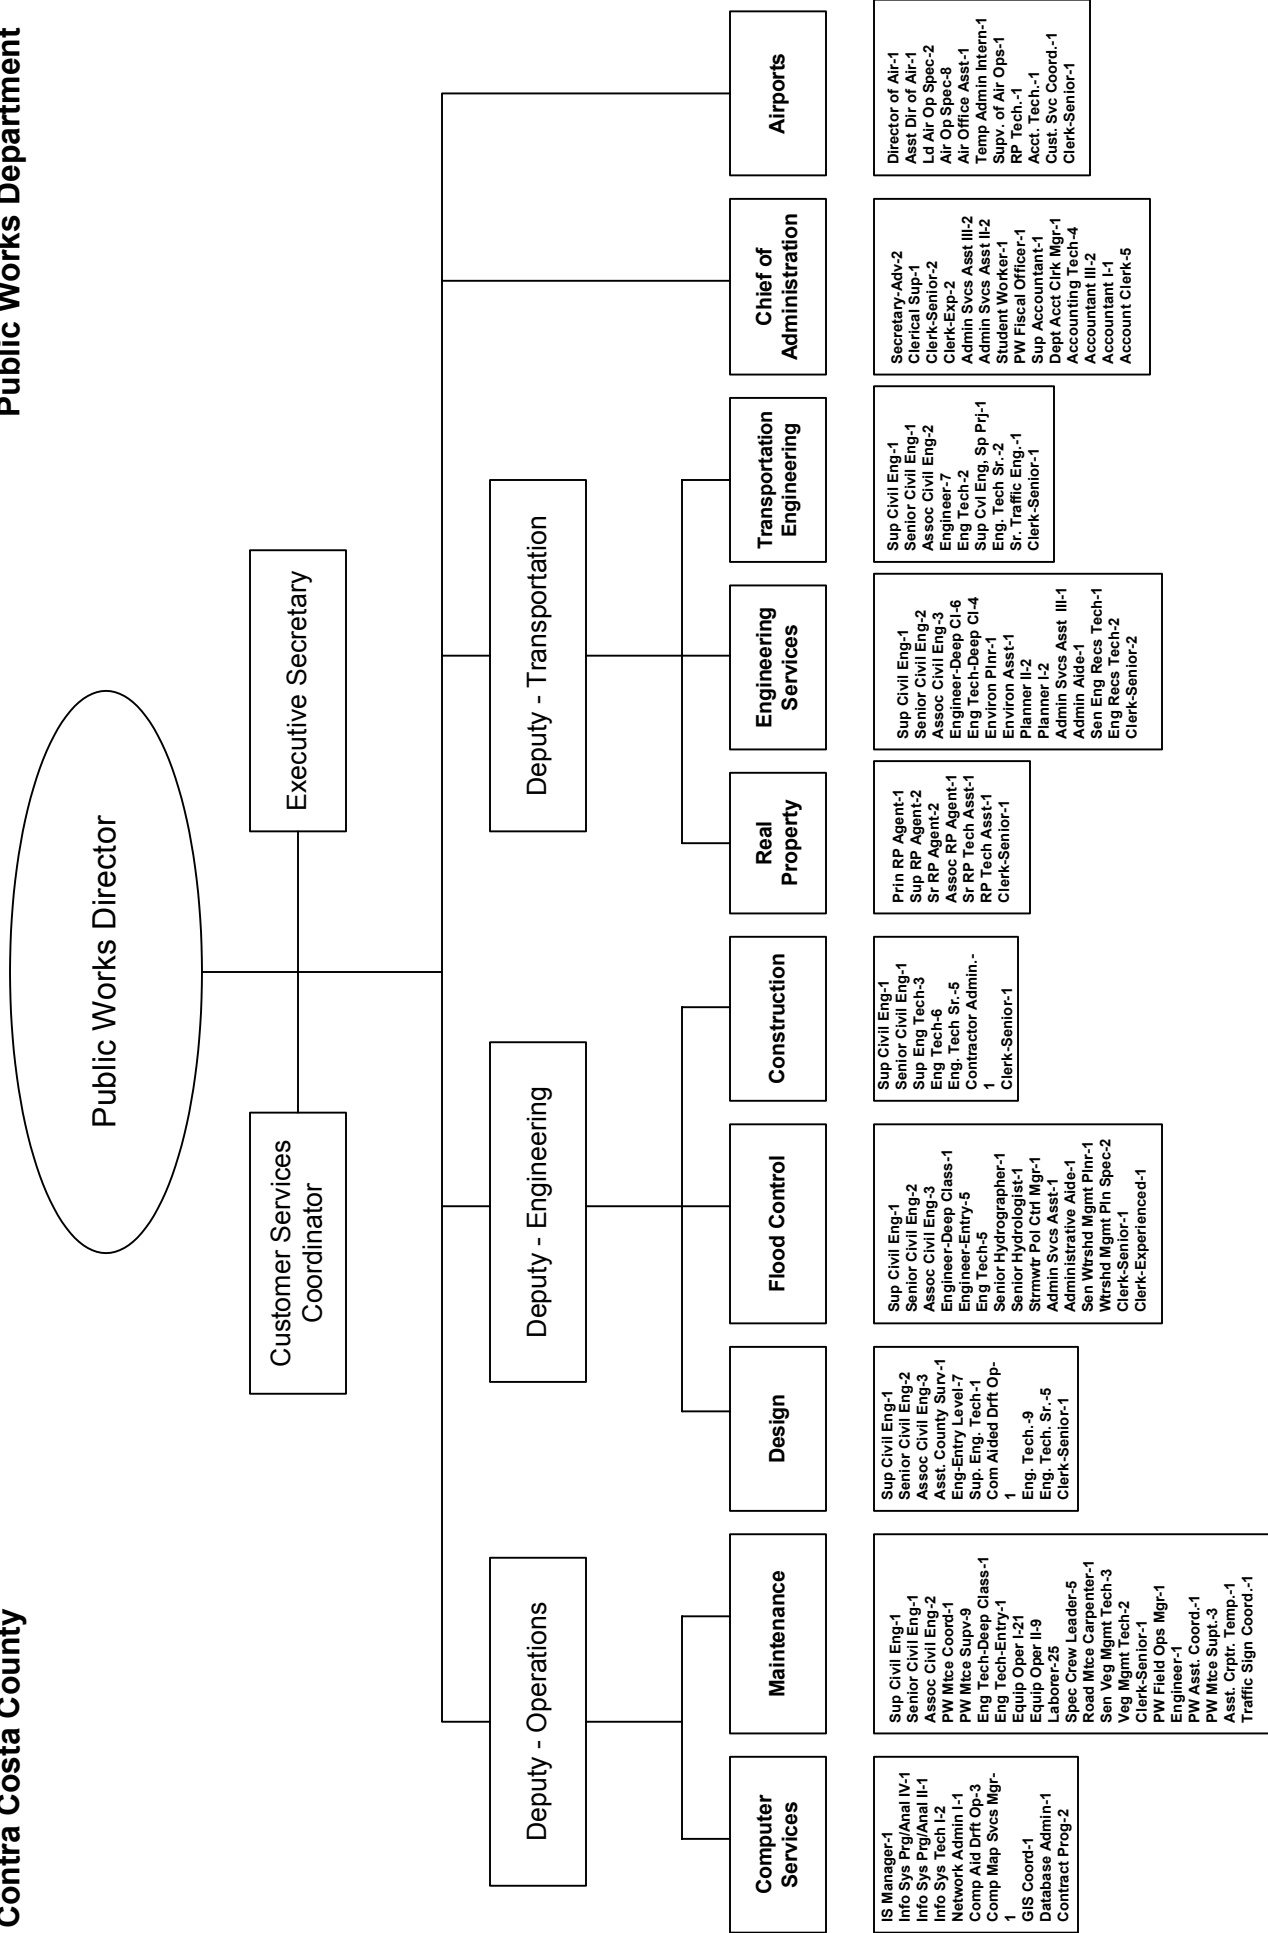 Contra Costa County
Public Works Department
Public Works Director
Customer Services
Coordinator
Executive Secretary
Deputy - Operations
Deputy - Engineering
Deputy - Transportation
Computer
Services
Maintenance
Design
Flood Control
Construction
Real
Property
Engineering
Services
Transportation
Engineering
Chief of
Administration
Airports
IS Manager-1
Info Sys Prg/Anal IV-1
Info Sys Prg/Anal II-1
Info Sys Tech I-2
Network Admin I-1
Comp Aid Drft Op-3
Comp Map Svcs Mgr-
1
GIS Coord-1
Database Admin-1
Contract Prog-2
Sup Civil Eng-1
Senior Civil Eng-1
Assoc Civil Eng-2
PW Mtce Coord-1
PW Mtce Supv-9
Eng Tech-Deep Class-1
Eng Tech-Entry-1
Equip Oper I-21
Equip Oper II-9
Laborer-25
Spec Crew Leader-5
Road Mtce Carpenter-1
Sen Veg Mgmt Tech-3
Veg Mgmt Tech-2
Clerk-Senior-1
PW Field Ops Mgr-1
Engineer-1
PW Asst. Coord.-1
PW Mtce Supt.-3
Asst. Crptr. Temp.-1
Traffic Sign Coord.-1
Sup Civil Eng-1
Senior Civil Eng-2
Assoc Civil Eng-3
Asst. County Surv-1
Eng-Entry Level-7
Sup. Eng. Tech-1
Com Aided Drft Op-
1
Eng. Tech.-9
Eng. Tech. Sr.-5
Clerk-Senior-1
Sup Civil Eng-1
Senior Civil Eng-2
Assoc Civil Eng-3
Engineer-Deep Class-1
Engineer-Entry-5
Eng Tech-5
Senior Hydrographer-1
Senior Hydrologist-1
Strmwtr Pol Ctrl Mgr-1
Admin Svcs Asst-1
Administrative Aide-1
Sen Wtrshd Mgmt Plnr-1
Wtrshd Mgmt Pln Spec-2
Clerk-Senior-1
Clerk-Experienced-1
Sup Civil Eng-1
Senior Civil Eng-1
Sup Eng Tech-3
Eng Tech-6
Eng. Tech Sr.-5
Contractor Admin.-
1
Clerk-Senior-1
Prin RP Agent-1
Sup RP Agent-2
Sr RP Agent-2
Assoc RP Agent-1
Sr RP Tech Asst-1
RP Tech Asst-1
Clerk-Senior-1
Sup Civil Eng-1
Senior Civil Eng-2
Assoc Civil Eng-3
Engineer-Deep Cl-6
Eng Tech-Deep Cl-4
Environ Plnr-1
Environ Asst-1
Planner II-2
Planner I-2
Admin Svcs Asst III-1
Admin Aide-1
Sen Eng Recs Tech-1
Eng Recs Tech-2
Clerk-Senior-2
Sup Civil Eng-1
Senior Civil Eng-1
Assoc Civil Eng-2
Engineer-7
Eng Tech-2
Sup Cvl Eng, Sp Prj-1
Eng. Tech Sr.-2
Sr. Traffic Eng.-1
Clerk-Senior-1
Secretary-Adv-2
Clerical Sup-1
Clerk-Senior-2
Clerk-Exp-2
Admin Svcs Asst III-2
Admin Svcs Asst II-2
Student Worker-1
PW Fiscal Officer-1
Sup Accountant-1
Dept Acct Clrk Mgr-1
Accounting Tech-4
Accountant III-2
Accountant I-1
Account Clerk-5
Director of Air-1
Asst Dir of Air-1
Ld Air Op Spec-2
Air Op Spec-8
Air Office Asst-1
Temp Admin Intern-1
Supv. of Air Ops-1
RP Tech.-1
Acct. Tech.-1
Cust. Svc Coord.-1
Clerk-Senior-1